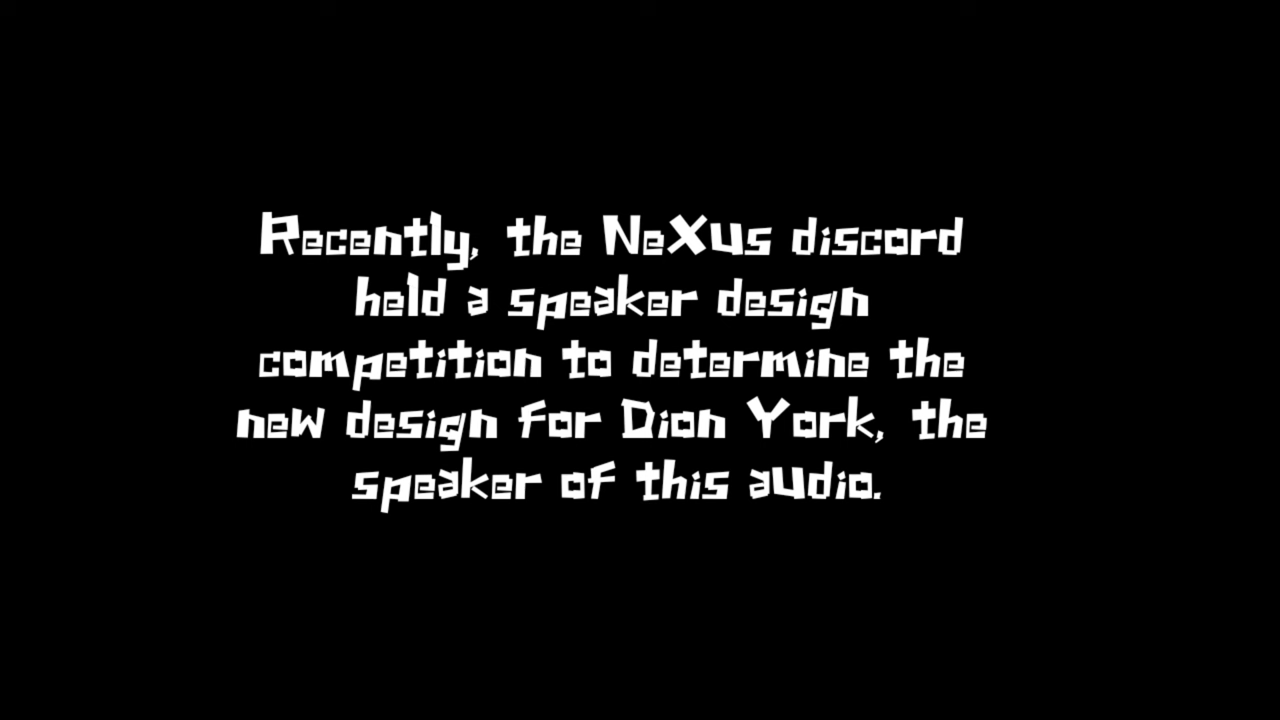 Recently, the NeXus discord
held a speaker design
competition to determine the
new design for Dion York, the
speaker of this audio.